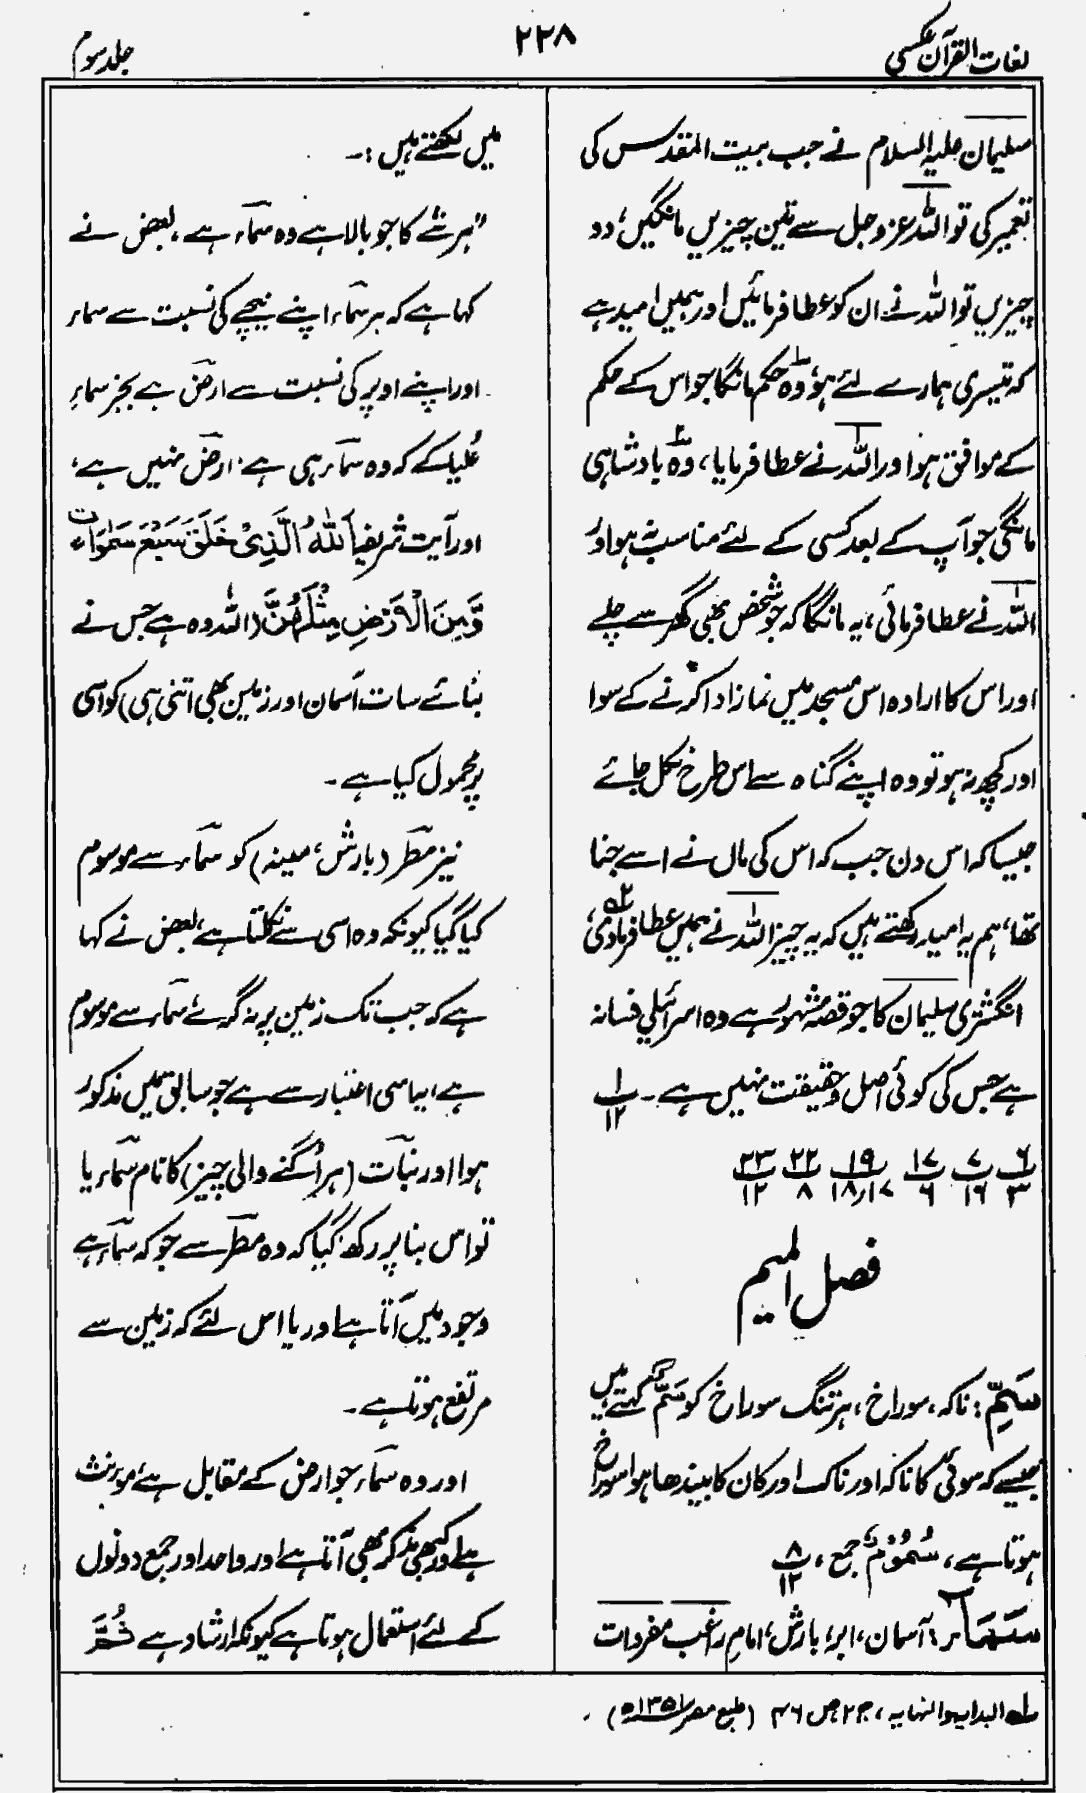 لغات القرآن عکسی
۲۲۸
جلد سوم
سلیمان علیہ السلام نے جب بیت المقدس کی
تعمیر کی تو اللہ عزوجل سے تین چیزیں مانگیں، دو
چیزیں تو اللہ نے ان کو عطا فرمائیں اور ہمیں امید ہے
کہ تیسری ہمارے لئے ہو، وہ حکم مانگا جو اس کے حکم
کے موافق ہو اور اللہ نے عطا فرمایا، وہ بادشاہی
مانگی جو آپ کے بعد کسی کے لئے مناسب نہ ہو اور
اللہ نے عطا فرمائی، یہ مانگا کہ جو شخص بھی گھر سے چلے
اور اس کا ارادہ اس مسجد میں نماز ادا کرنے کے سوا
اور کچھ نہ ہو تو وہ اپنے گناہ سے اس طرح نکل جائے
جیسا کہ اس دن جب کہ اس کی ماں نے اسے جنا
تھا، ہم یہ امید رکھتے ہیں کہ یہ چیز اللہ نے ہمیں عطا فرمادی،
انگشتری سلیمان کا جو قصہ مشہور ہے وہ اسرائیلی فسانہ
ہے جس کی کوئی اصل و حقیقت نہیں ہے ۔ ۱/۱۲
۶/۳ ۷/۱۶ ۱۷/۶ ۱۹/۱۷،۱۸ ۲۲/۸ ۲۳/۱۲
فصل المیم
سَمِّ : ناکہ، سوراخ، ہر تنگ سوراخ کو سَمّ کہتے ہیں
جیسے کہ سوئی کا ناکہ اور ناک اور کان کا بیندھا ہوا سوراخ
ہوتا ہے، سُمُوْمٌ جمع، ۸/۱۲
سَمَآءٍ : آسمان، ابر، بارش، امام راغب مفردات
میں لکھتے ہیں :۔
"ہر شے کا جو بالا ہے وہ سماء ہے، بعض نے
کہا ہے کہ ہر سماء اپنے نیچے کی نسبت سے سماء
اور اپنے اوپر کی نسبت سے ارض ہے بجز سماءِ
عُلیا کے کہ وہ سماء ہی ہے، ارض نہیں ہے،
اور آیت شریفہ اَللّٰهُ الَّذِیْ خَلَقَ سَبْعَ سَمٰوَاتٍ
وَّمِنَ الْاَرْضِ مِثْلَهُنَّ (اللہ وہ ہے جس نے
بنائے سات آسمان اور زمین بھی اتنی ہی) کو اسی
پر محمول کیا ہے ۔
نیز مطر (بارش، مینہ) کو سماء سے موسوم
کیا گیا کیونکہ وہ اسی سے نکلتا ہے، بعض نے کہا
ہے کہ جب تک زمین پر نہ گرے سماء سے موسوم
ہے، یہ اسی اعتبار سے ہے جو سابق میں مذکور
ہوا اور نبات (ہر اُگنے والی چیز) کا نام سماء یا
تو اس بنا پر رکھا گیا کہ وہ مطر سے جو کہ سماء ہے
وجود میں آتا ہے اور یا اس لئے کہ زمین سے
مرتفع ہوتا ہے ۔
اور وہ سماء جو ارض کے مقابل ہے، مونث
ہے اور کبھی مذکر بھی آتا ہے اور واحد اور جمع دونوں
کے لئے استعمال ہوتا ہے کیونکہ ارشاد ہے ثُمَّ
لہ البدایہ والنہایہ، ج ۲ ص ۴۶ (طبع مصر ۱۳۵۱ھ) ۔